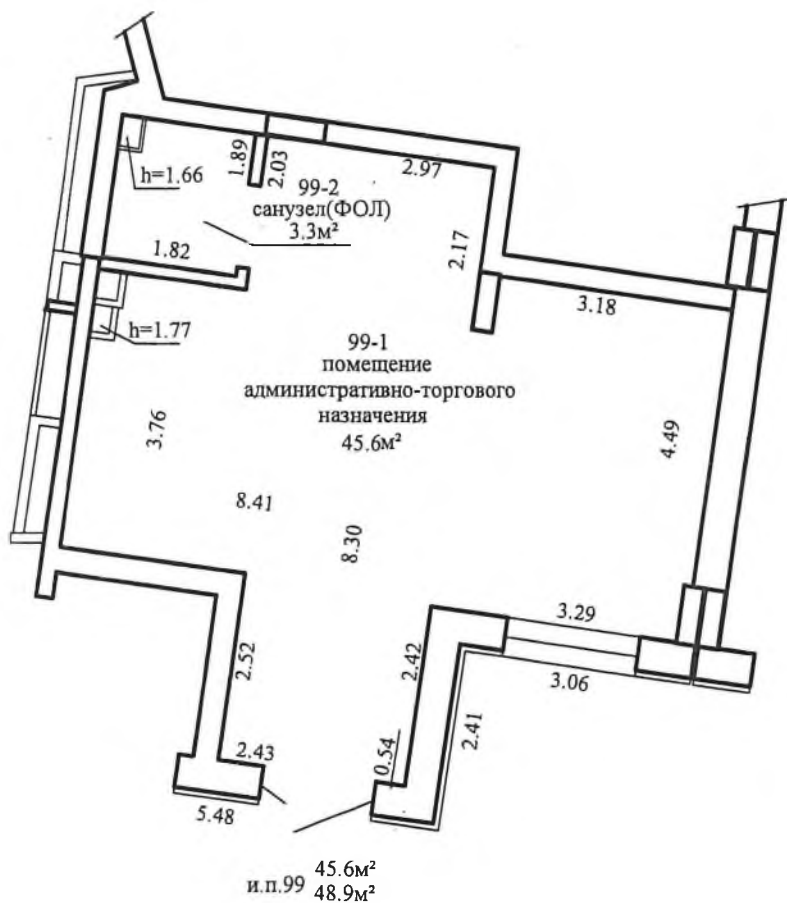 h=1.66
1.89
2.03
2.97
99-2
санузел(ФОЛ)
3.3м²
1.82
2.17
3.18
h=1.77
99-1
помещение
административно-торгового
назначения
45.6м²
3.76
4.49
8.41
8.30
3.29
2.52
2.42
3.06
2.41
2.43
0.54
5.48
45.6м²
и.п.99
48.9м²